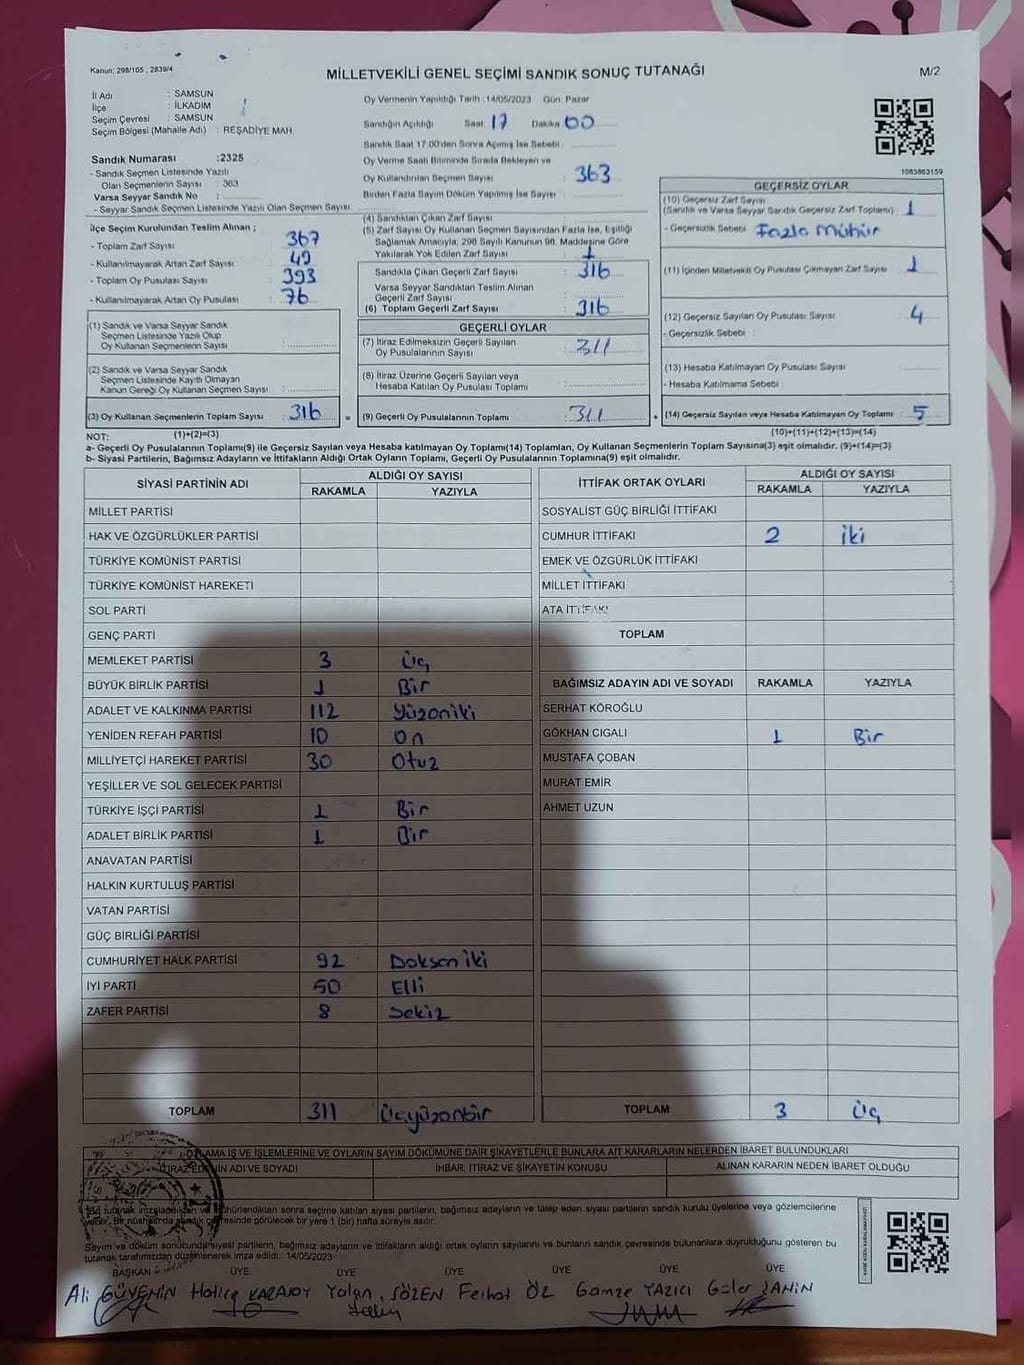 Kanun; 298/105 ; 2839/4
MİLLETVEKİLİ GENEL SEÇİMİ SANDIK SONUÇ TUTANAĞI
M/2
İl Adı : SAMSUN
İlçe : İLKADIM
Seçim Çevresi : SAMSUN
Seçim Bölgesi (Mahalle Adı) : REŞADİYE MAH.
Sandık Numarası :2325
- Sandık Seçmen Listesinde Yazılı
Olan Seçmenlerin Sayısı : 363
Varsa Seyyar Sandık No :
- Seyyar Sandık Seçmen Listesinde Yazılı Olan Seçmen Sayısı:
Oy Vermenin Yapıldığı Tarih :14/05/2023 Gün: Pazar
Sandığın Açıldığı Saat: 17 Dakika 00
Sandık Saat 17:00'den Sonra Açımış İse Sebebi :
Oy Verme Saati Bitiminde Sırada Bekleyen ve
Oy Kullandırılan Seçmen Sayısı : 363
Birden Fazla Sayım Döküm Yapılmış İse Sayısı :
1083863159
İlçe Seçim Kurulundan Teslim Alınan ;
- Toplam Zarf Sayısı : 367
- Kullanılmayarak Artan Zarf Sayısı : 49
- Toplam Oy Pusulası Sayısı : 393
- Kullanılmayarak Artan Oy Pusulası : 76
(1) Sandık ve Varsa Seyyar Sandık
Seçmen Listesinde Yazılı Olup
Oy Kullanan Seçmenlerin Sayısı :
(2) Sandık ve Varsa Seyyar Sandık
Seçmen Listesinde Kayıtlı Olmayan
Kanun Gereği Oy Kullanan Seçmen Sayısı :
(3) Oy Kullanan Seçmenlerin Toplam Sayısı : 316
(4) Sandıktan Çıkan Zarf Sayısı :
(5) Zarf Sayısı Oy Kullanan Seçmen Sayısından Fazla İse, Eşitliği
Sağlamak Amacıyla, 298 Sayılı Kanunun 98. Maddesine Göre
Yakılarak Yok Edilen Zarf Sayısı : 1
Sandıkla Çıkan Geçerli Zarf Sayısı : 316
Varsa Seyyar Sandıktan Teslim Alınan
Geçerli Zarf Sayısı :
(6) Toplam Geçerli Zarf Sayısı : 316
GEÇERLİ OYLAR
(7) İtiraz Edilmeksizin Geçerli Sayılan
Oy Pusulalarının Sayısı : 311
(8) İtiraz Üzerine Geçerli Sayılan veya
Hesaba Katılan Oy Pusulası Toplamı :
= (9) Geçerli Oy Pusulalarının Toplamı : 311 +
GEÇERSİZ OYLAR
(10) Geçersiz Zarf Sayısı
(Sandık ve Varsa Seyyar Sandık Geçersiz Zarf Toplamı) : 1
- Geçersizlik Sebebi : Fazla Mühür
(11) İçinden Milletvekili Oy Pusulası Çıkmayan Zarf Sayısı : 1
(12) Geçersiz Sayılan Oy Pusulası Sayısı : 4
- Geçersizlik Sebebi :
(13) Hesaba Katılmayan Oy Pusulası Sayısı :
- Hesaba Katılmama Sebebi :
(14) Geçersiz Sayılan veya Hesaba Katılmayan Oy Toplamı : 5
NOT: (1)+(2)=(3) (10)+(11)+(12)+(13)=(14)
a- Geçerli Oy Pusulalarının Toplamı(9) ile Geçersiz Sayılan veya Hesaba katılmayan Oy Toplamı(14) Toplamları, Oy Kullanan Seçmenlerin Toplam Sayısına(3) eşit olmalıdır. (9)+(14)=(3)
b- Siyasi Partilerin, Bağımsız Adayların ve İttifakların Aldığı Ortak Oyların Toplamı, Geçerli Oy Pusulalarının Toplamına(9) eşit olmalıdır.
SİYASİ PARTİNİN ADI ALDIĞI OY SAYISI
RAKAMLA YAZIYLA
MİLLET PARTİSİ
HAK VE ÖZGÜRLÜKLER PARTİSİ
TÜRKİYE KOMÜNİST PARTİSİ
TÜRKİYE KOMÜNİST HAREKETİ
SOL PARTİ
GENÇ PARTİ
MEMLEKET PARTİSİ 3 Üç
BÜYÜK BİRLİK PARTİSİ 1 Bir
ADALET VE KALKINMA PARTİSİ 112 Yüzoniki
YENİDEN REFAH PARTİSİ 10 On
MİLLİYETÇİ HAREKET PARTİSİ 30 Otuz
YEŞİLLER VE SOL GELECEK PARTİSİ
TÜRKİYE İŞÇİ PARTİSİ 1 Bir
ADALET BİRLİK PARTİSİ 1 Bir
ANAVATAN PARTİSİ
HALKIN KURTULUŞ PARTİSİ
VATAN PARTİSİ
GÜÇ BİRLİĞİ PARTİSİ
CUMHURİYET HALK PARTİSİ 92 Doksan iki
İYİ PARTİ 50 Elli
ZAFER PARTİSİ 8 Sekiz
TOPLAM 311 Üçyüzonbir
İTTİFAK ORTAK OYLARI ALDIĞI OY SAYISI
RAKAMLA YAZIYLA
SOSYALİST GÜÇ BİRLİĞİ İTTİFAKI
CUMHUR İTTİFAKI 2 İki
EMEK VE ÖZGÜRLÜK İTTİFAKI
MİLLET İTTİFAKI
ATA İTTİFAKI
TOPLAM
BAĞIMSIZ ADAYIN ADI VE SOYADI RAKAMLA YAZIYLA
SERHAT KÖROĞLU
GÖKHAN CIGALI 1 Bir
MUSTAFA ÇOBAN
MURAT EMİR
AHMET UZUN
TOPLAM 3 Üç
OYLAMA İŞ VE İŞLEMLERİNE VE OYLARIN SAYIM DÖKÜMÜNE DAİR ŞİKAYETLERLE BUNLARA AİT KARARLARIN NELERDEN İBARET BULUNDUKLARI
İTİRAZ EDENİN ADI VE SOYADI İHBAR, İTİRAZ VE ŞİKAYETİN KONUSU ALINAN KARARIN NEDEN İBARET OLDUĞU
Bu tutanak imzalandıktan ve mühürlendikten sonra seçime katılan siyasi partilerin, bağımsız adayların ve talep eden siyasi partilerin sandık kurulu üyelerine veya gözlemcilerine
verilir. Bir nüshası da sandık çevresinde görülecek bir yere 1 (bir) hafta süreyle asılır.
Sayım ve döküm sonucunda siyasi partilerin, bağımsız adayların ve ittifakların aldığı ortak oyların sayılarını ve bunların sandık çevresinde bulunanlara duyrulduğunu gösteren bu
tutanak tarafımızdan düzenlenerek imza edildi. 14/05/2023
BAŞKAN ÜYE ÜYE ÜYE ÜYE ÜYE ÜYE
Ali GÜVENİN Hatice KARASOY SÖZEN Ferhat ÖZ Gamze YAZICI Güler